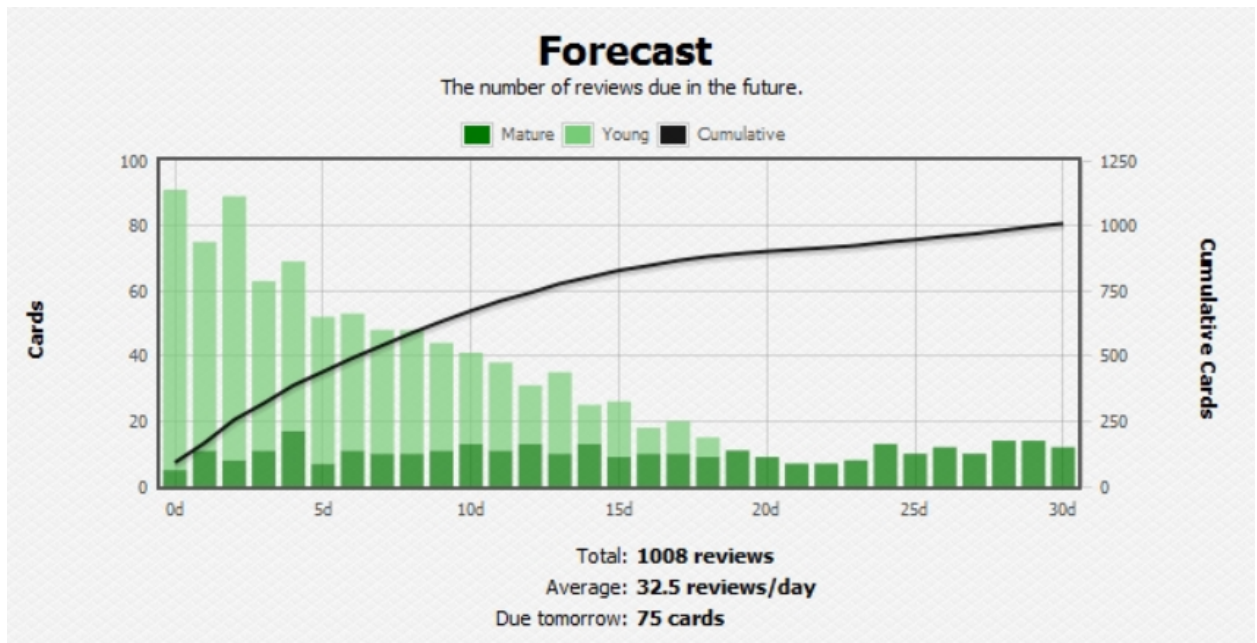 Forecast
The number of reviews due in the future.
Mature Young Cumulative
100 1250
80 1000
60 750
40 500
20 250
0 0
Cards
Cumulative Cards
0d 5d 10d 15d 20d 25d 30d
Total: 1008 reviews
Average: 32.5 reviews/day
Due tomorrow: 75 cards